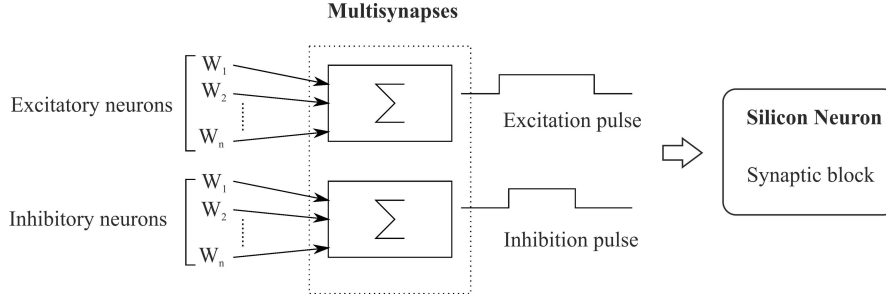 Multisynapses
Excitatory neurons
W1
W2
Wn
Σ
Excitation pulse
Inhibitory neurons
W1
W2
Wn
Σ
Inhibition pulse
Silicon Neuron
Synaptic block